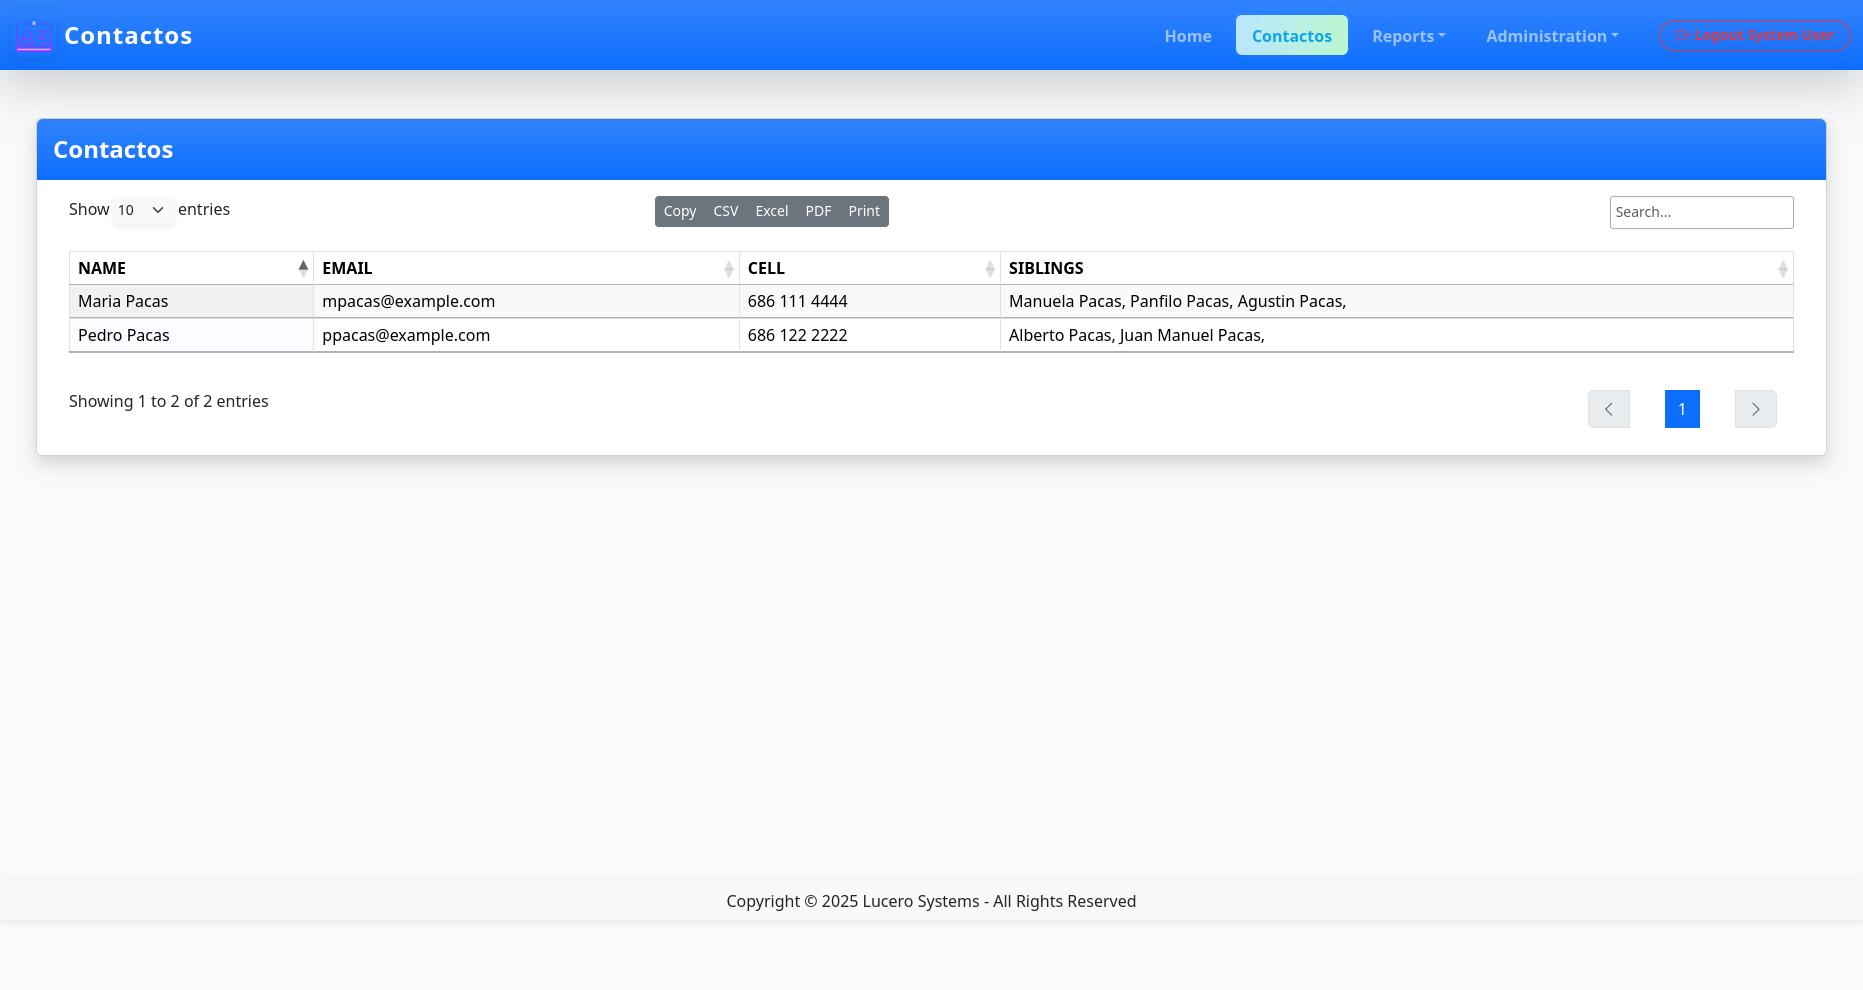 Contactos
Home Contactos Reports Administration Logout System User
Contactos
Show 10 entries Copy CSV Excel PDF Print Search...
NAME EMAIL CELL SIBLINGS
Maria Pacas mpacas@example.com 686 111 4444 Manuela Pacas, Panfilo Pacas, Agustin Pacas,
Pedro Pacas ppacas@example.com 686 122 2222 Alberto Pacas, Juan Manuel Pacas,
Showing 1 to 2 of 2 entries 1
Copyright © 2025 Lucero Systems - All Rights Reserved